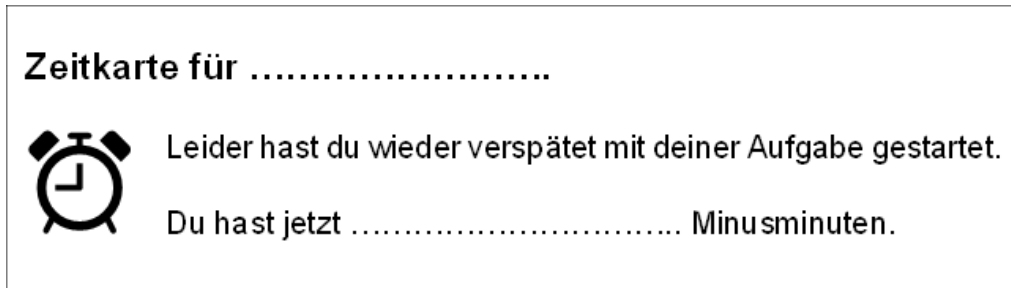 Zeitkarte für ……………………….
Leider hast du wieder verspätet mit deiner Aufgabe gestartet.
Du hast jetzt ……………………………….. Minusminuten.